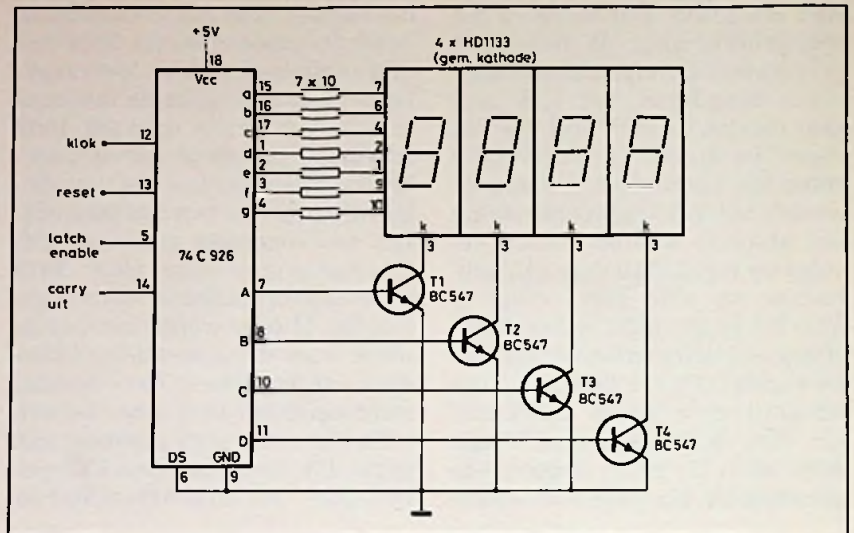 +5V
18
Vcc
4 x HD1133
(gem. kathode)
7 x 10
a 15 7
b 16 6
c 17 4
d 1 2
e 2 1
f 3 9
g 4 10
klok 12
reset 13
latch
enable
5
carry
uit
14
74 C 926
k k k k
3 3 3 3
A 7
T1
BC547
B 8
T2
BC547
C 10
T3
BC547
D 11
T4
BC547
DS GND
6 9